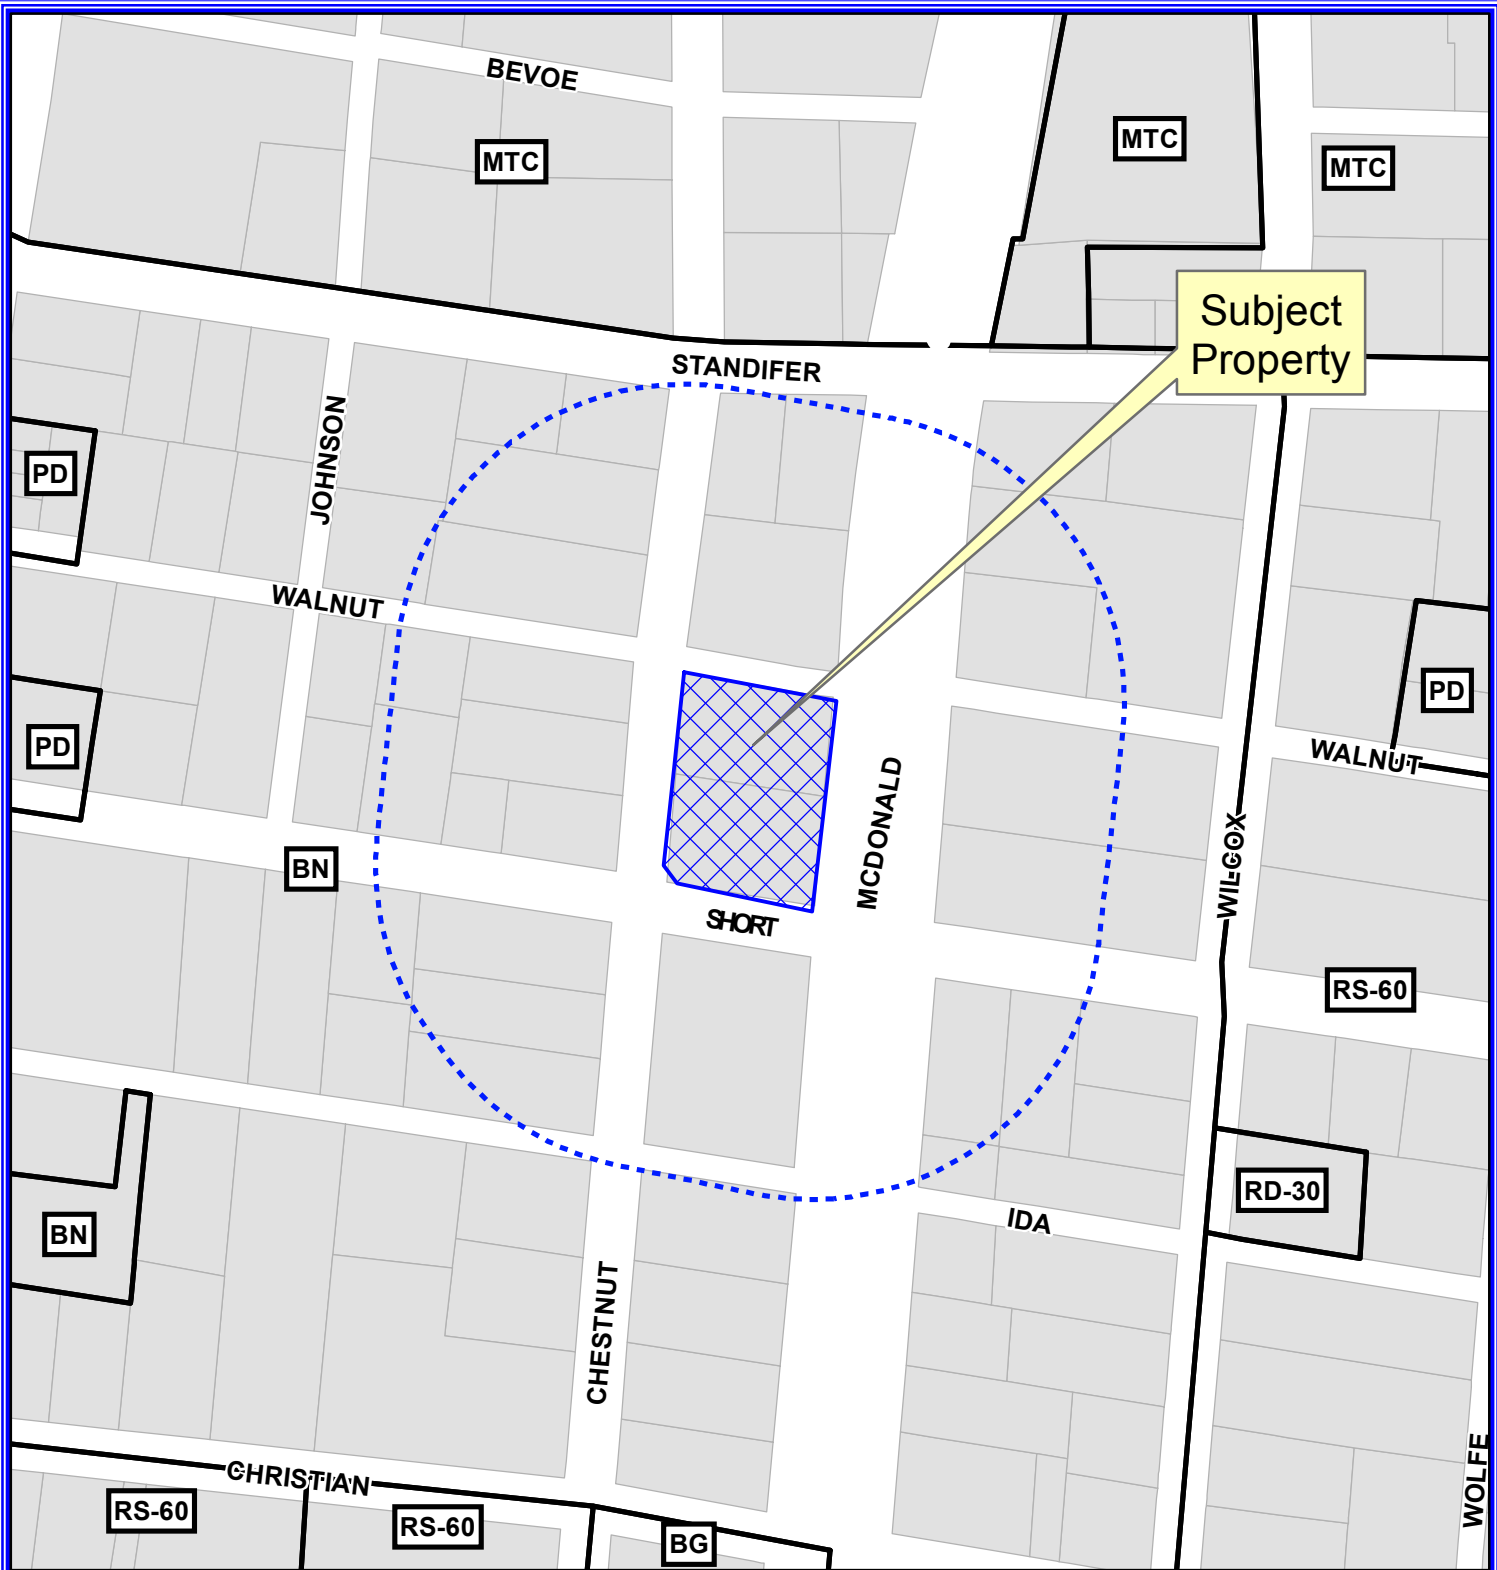 BEVOE
MTC
MTC
MTC
Subject
Property
STANDIFER
JOHNSON
PD
WALNUT
PD
PD
WALNUT
MCDONALD
WILCOX
BN
SHORT
RS-60
RD-30
IDA
BN
CHESTNUT
CHRISTIAN
WOLFE
RS-60
RS-60
BG